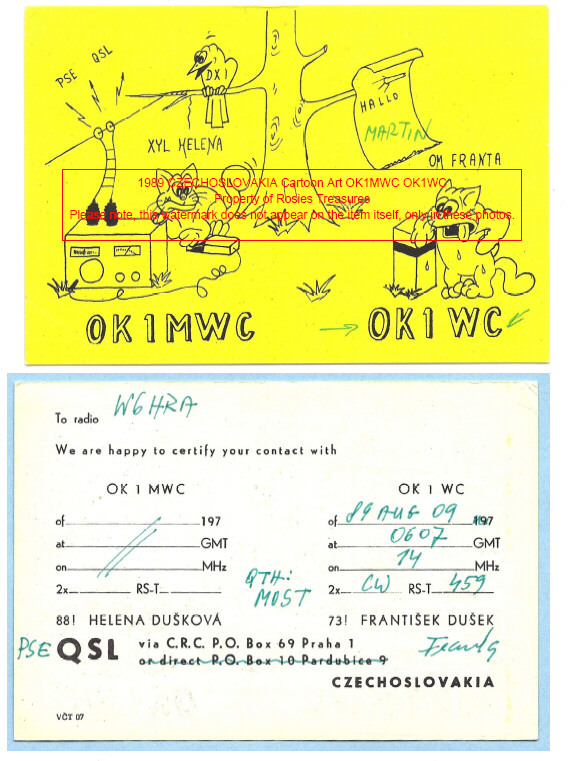 PSE QSL
DX!
HALLO
MARTIN
XYL HELENA
OM FRANTA
1989 CZECHOSLOVAKIA Cartoon Art OK1MWC OK1WC
Property of Rosies Treasures
Please note, this watermark does not appear on the item itself, only in these photos.
OK1MWC
→ OK1WC
To radio W6HRA
We are happy to certify your contact with
OK 1 MWC
of 197
at GMT
on MHz
2x RS-T
88! HELENA DUŠKOVÁ
QTH:
MOST
OK 1 WC
of 89 AUG 09 197
at 0607 GMT
on 14 MHz
2x CW RS-T 459
73! FRANTIŠEK DUŠEK
Franta
PSE QSL via C.R.C. P.O. Box 69 Praha 1
or direct P.O. Box 10 Pardubice 9
CZECHOSLOVAKIA
VČT 07